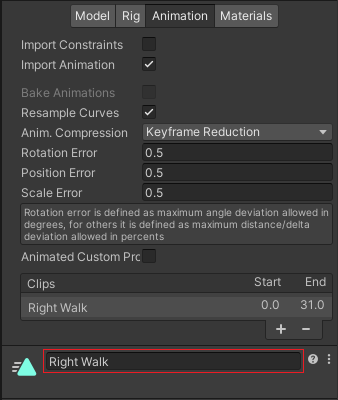 Model Rig Animation Materials
Import Constraints
Import Animation
Bake Animations
Resample Curves
Anim. Compression Keyframe Reduction
Rotation Error 0.5
Position Error 0.5
Scale Error 0.5
Rotation error is defined as maximum angle deviation allowed in
degrees, for others it is defined as maximum distance/delta
deviation allowed in percents
Animated Custom Pro
Clips Start End
Right Walk 0.0 31.0
+ −
Right Walk